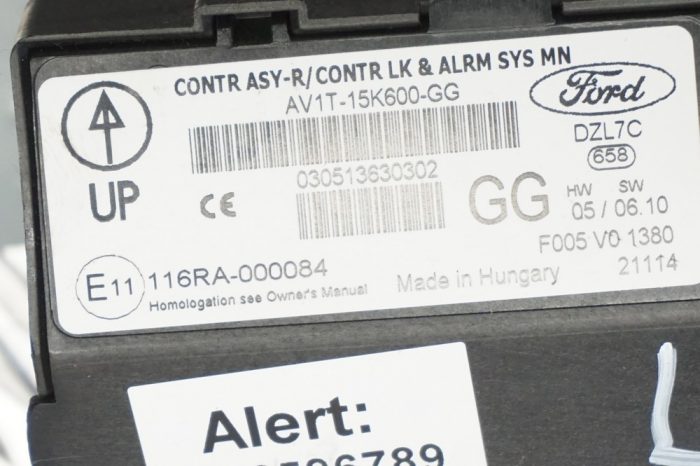 CONTR ASY-R/CONTR LK & ALRM SYS MN
AV1T-15K600-GG
Ford
DZL7C
658
UP
CE
030513630302
GG
HW SW
05 / 06.10
F005 V0 1380
21114
E11
116RA-000084
Homologation see Owner's Manual
Made in Hungary
Alert: